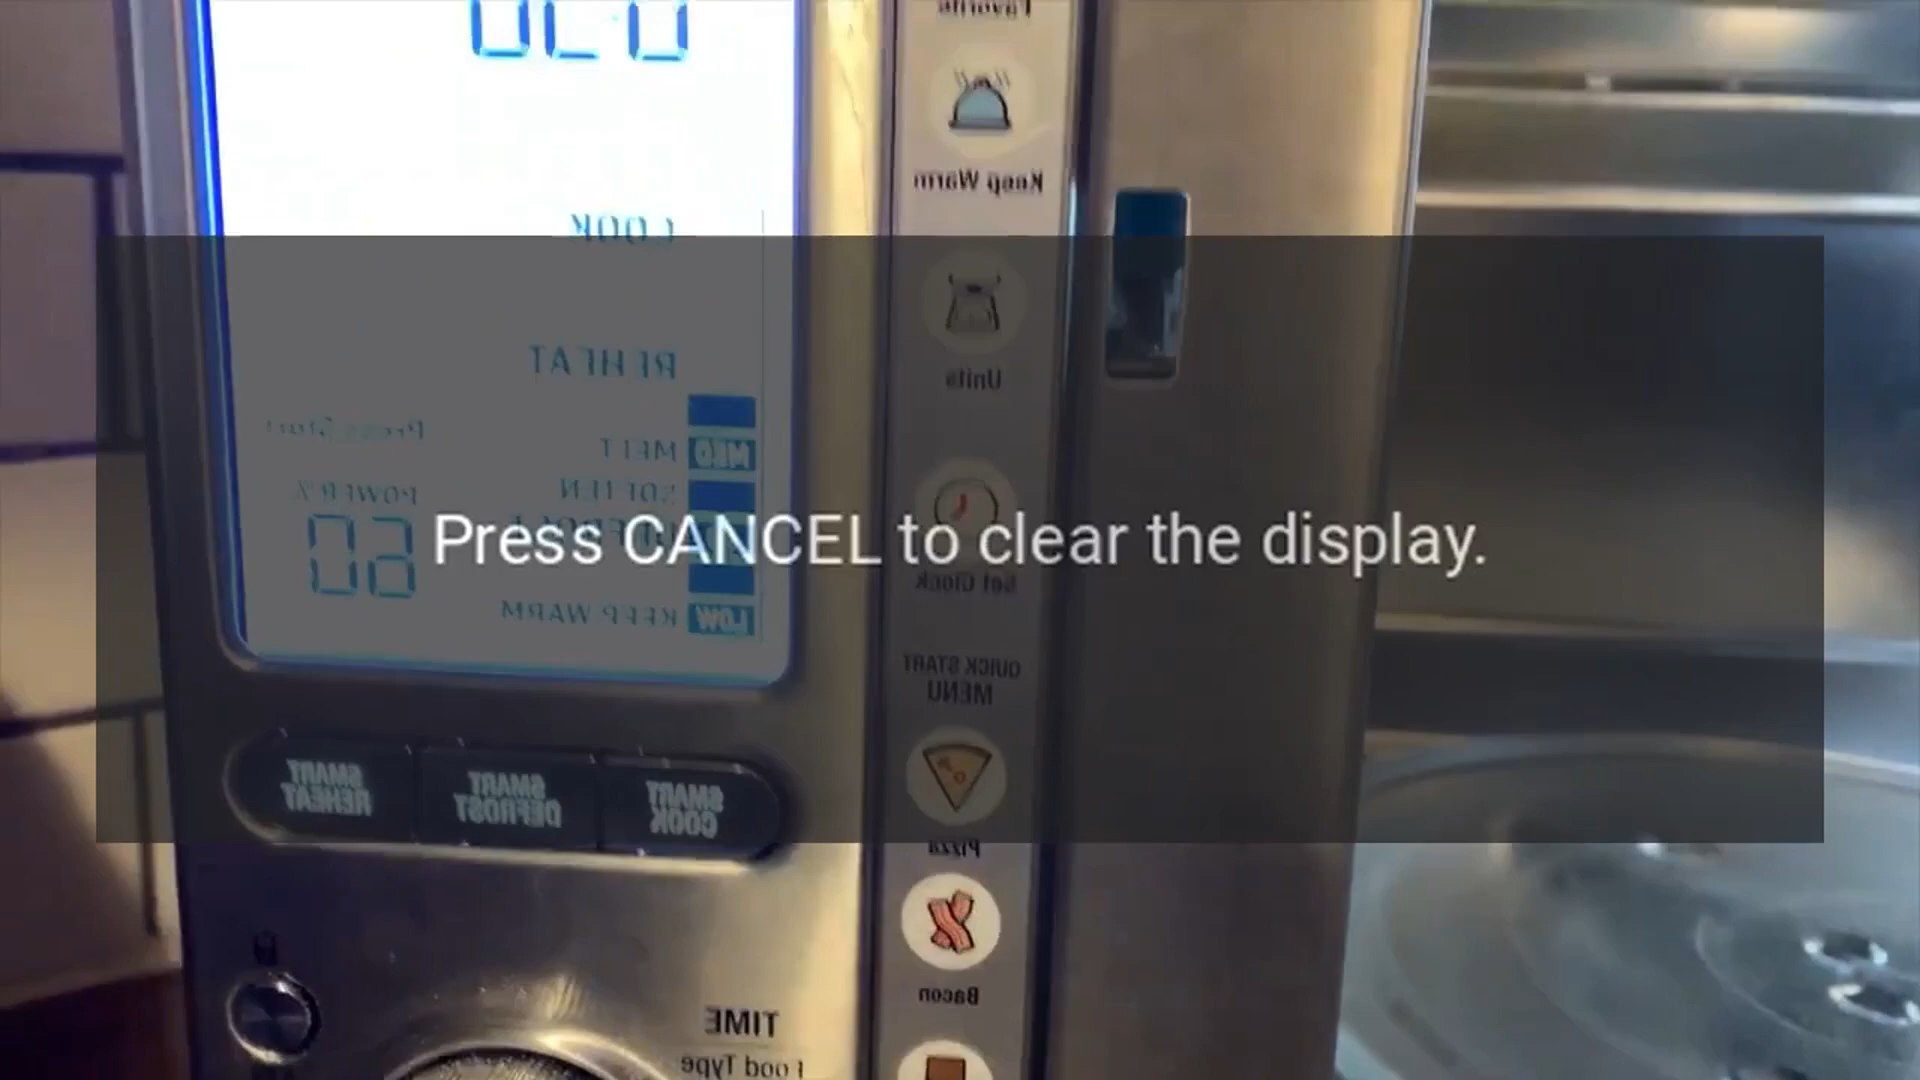 Favorite
Keep Warm
COOK
Units
REHEAT
Press Start
MELT
MED
POWER%
SOFTEN
Press CANCEL to clear the display.
Set Clock
KEEP WARM
LOW
QUICK START
MENU
SMART
REHEAT
SMART
DEFROST
SMART
COOK
Pizza
Bacon
TIME
Food Type